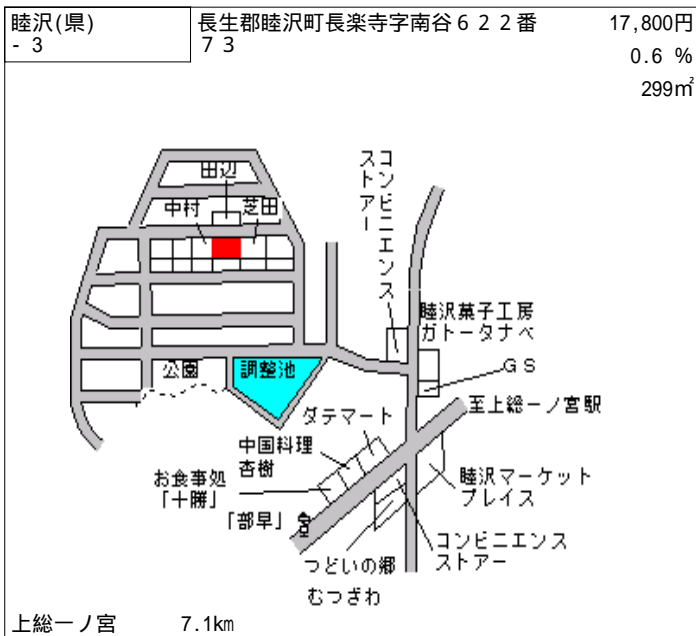 睦沢(県)
- 3
長生郡睦沢町長楽寺字南谷６２２番
７３
17,800円
0.6 %
299㎡
田辺
中村
芝田
コンビニエンス
ストアー
睦沢菓子工房
ガトータナベ
ＧＳ
公園
調整池
至上総一ノ宮駅
ダテマート
中国料理
杏樹
お食事処
「十勝」
睦沢マーケット
プレイス
「部早」
コンビニエンス
ストアー
つどいの郷
むつざわ
上総一ノ宮
7.1km